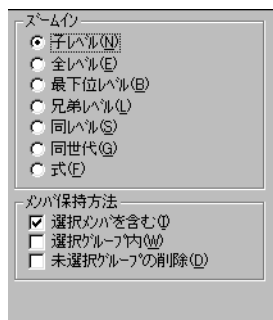 ｽﾞｰﾑｲﾝ
子ﾚﾍﾞﾙ(N)
全ﾚﾍﾞﾙ(E)
最下位ﾚﾍﾞﾙ(B)
兄弟ﾚﾍﾞﾙ(L)
同ﾚﾍﾞﾙ(S)
同世代(G)
式(F)
ﾒﾝﾊﾞ保持方法
選択ﾒﾝﾊﾞを含む(I)
選択ｸﾞﾙｰﾌﾟ内(W)
未選択ｸﾞﾙｰﾌﾟの削除(D)